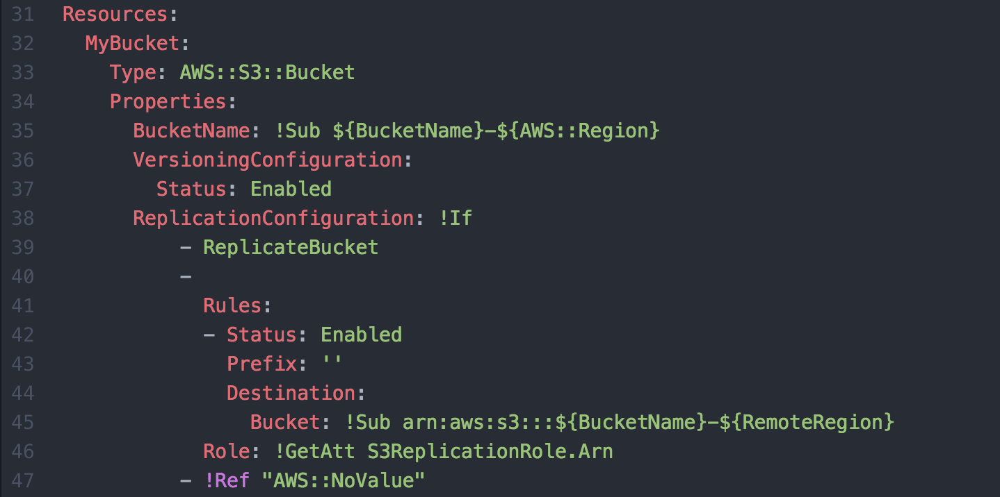 31 Resources:
32   MyBucket:
33     Type: AWS::S3::Bucket
34     Properties:
35       BucketName: !Sub ${BucketName}-${AWS::Region}
36       VersioningConfiguration:
37         Status: Enabled
38       ReplicationConfiguration: !If
39           - ReplicateBucket
40           -
41             Rules:
42             - Status: Enabled
43               Prefix: ''
44               Destination:
45                 Bucket: !Sub arn:aws:s3:::${BucketName}-${RemoteRegion}
46             Role: !GetAtt S3ReplicationRole.Arn
47           - !Ref "AWS::NoValue"